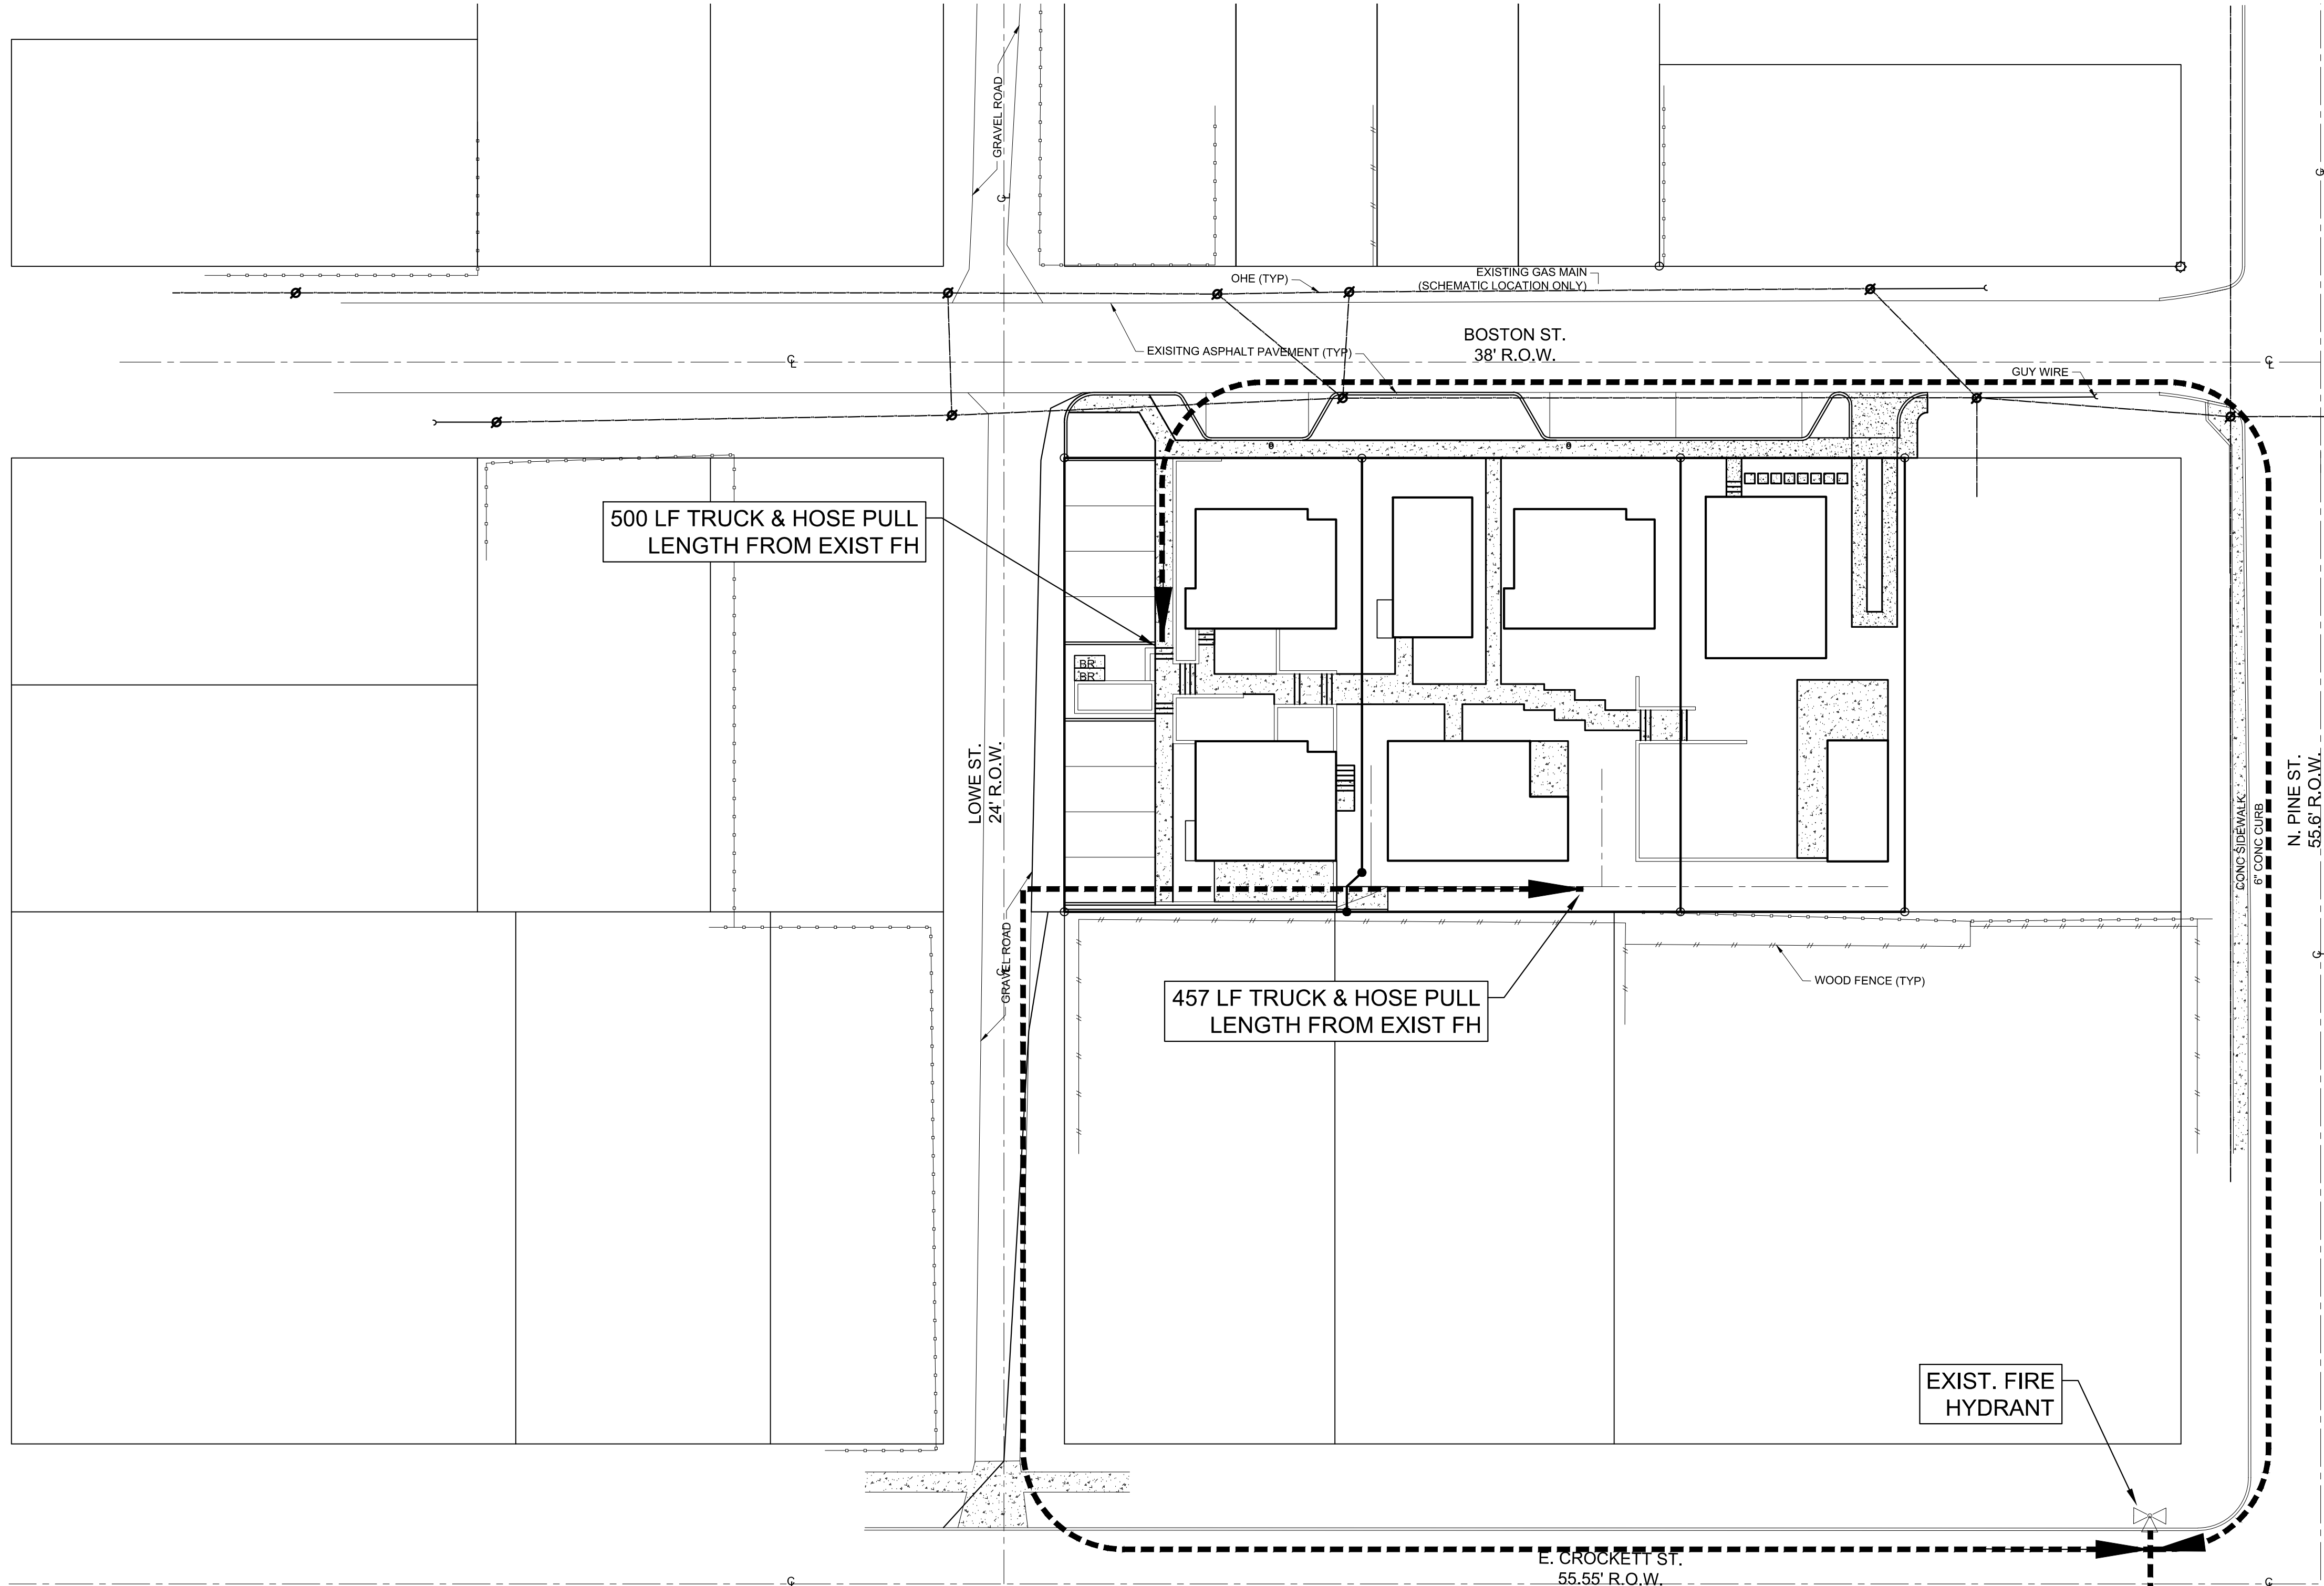 GRAVEL ROAD
OHE (TYP)
EXISTING GAS MAIN
(SCHEMATIC LOCATION ONLY)
BOSTON ST.
38' R.O.W.
EXISITNG ASPHALT PAVEMENT (TYP)
GUY WIRE
500 LF TRUCK & HOSE PULL
LENGTH FROM EXIST FH
BR
BR
LOWE ST.
24' R.O.W.
N. PINE ST.
55.6' R.O.W.
CONC SIDEWALK
6" CONC CURB
GRAVEL ROAD
457 LF TRUCK & HOSE PULL
LENGTH FROM EXIST FH
WOOD FENCE (TYP)
EXIST. FIRE
HYDRANT
E. CROCKETT ST.
55.55' R.O.W.